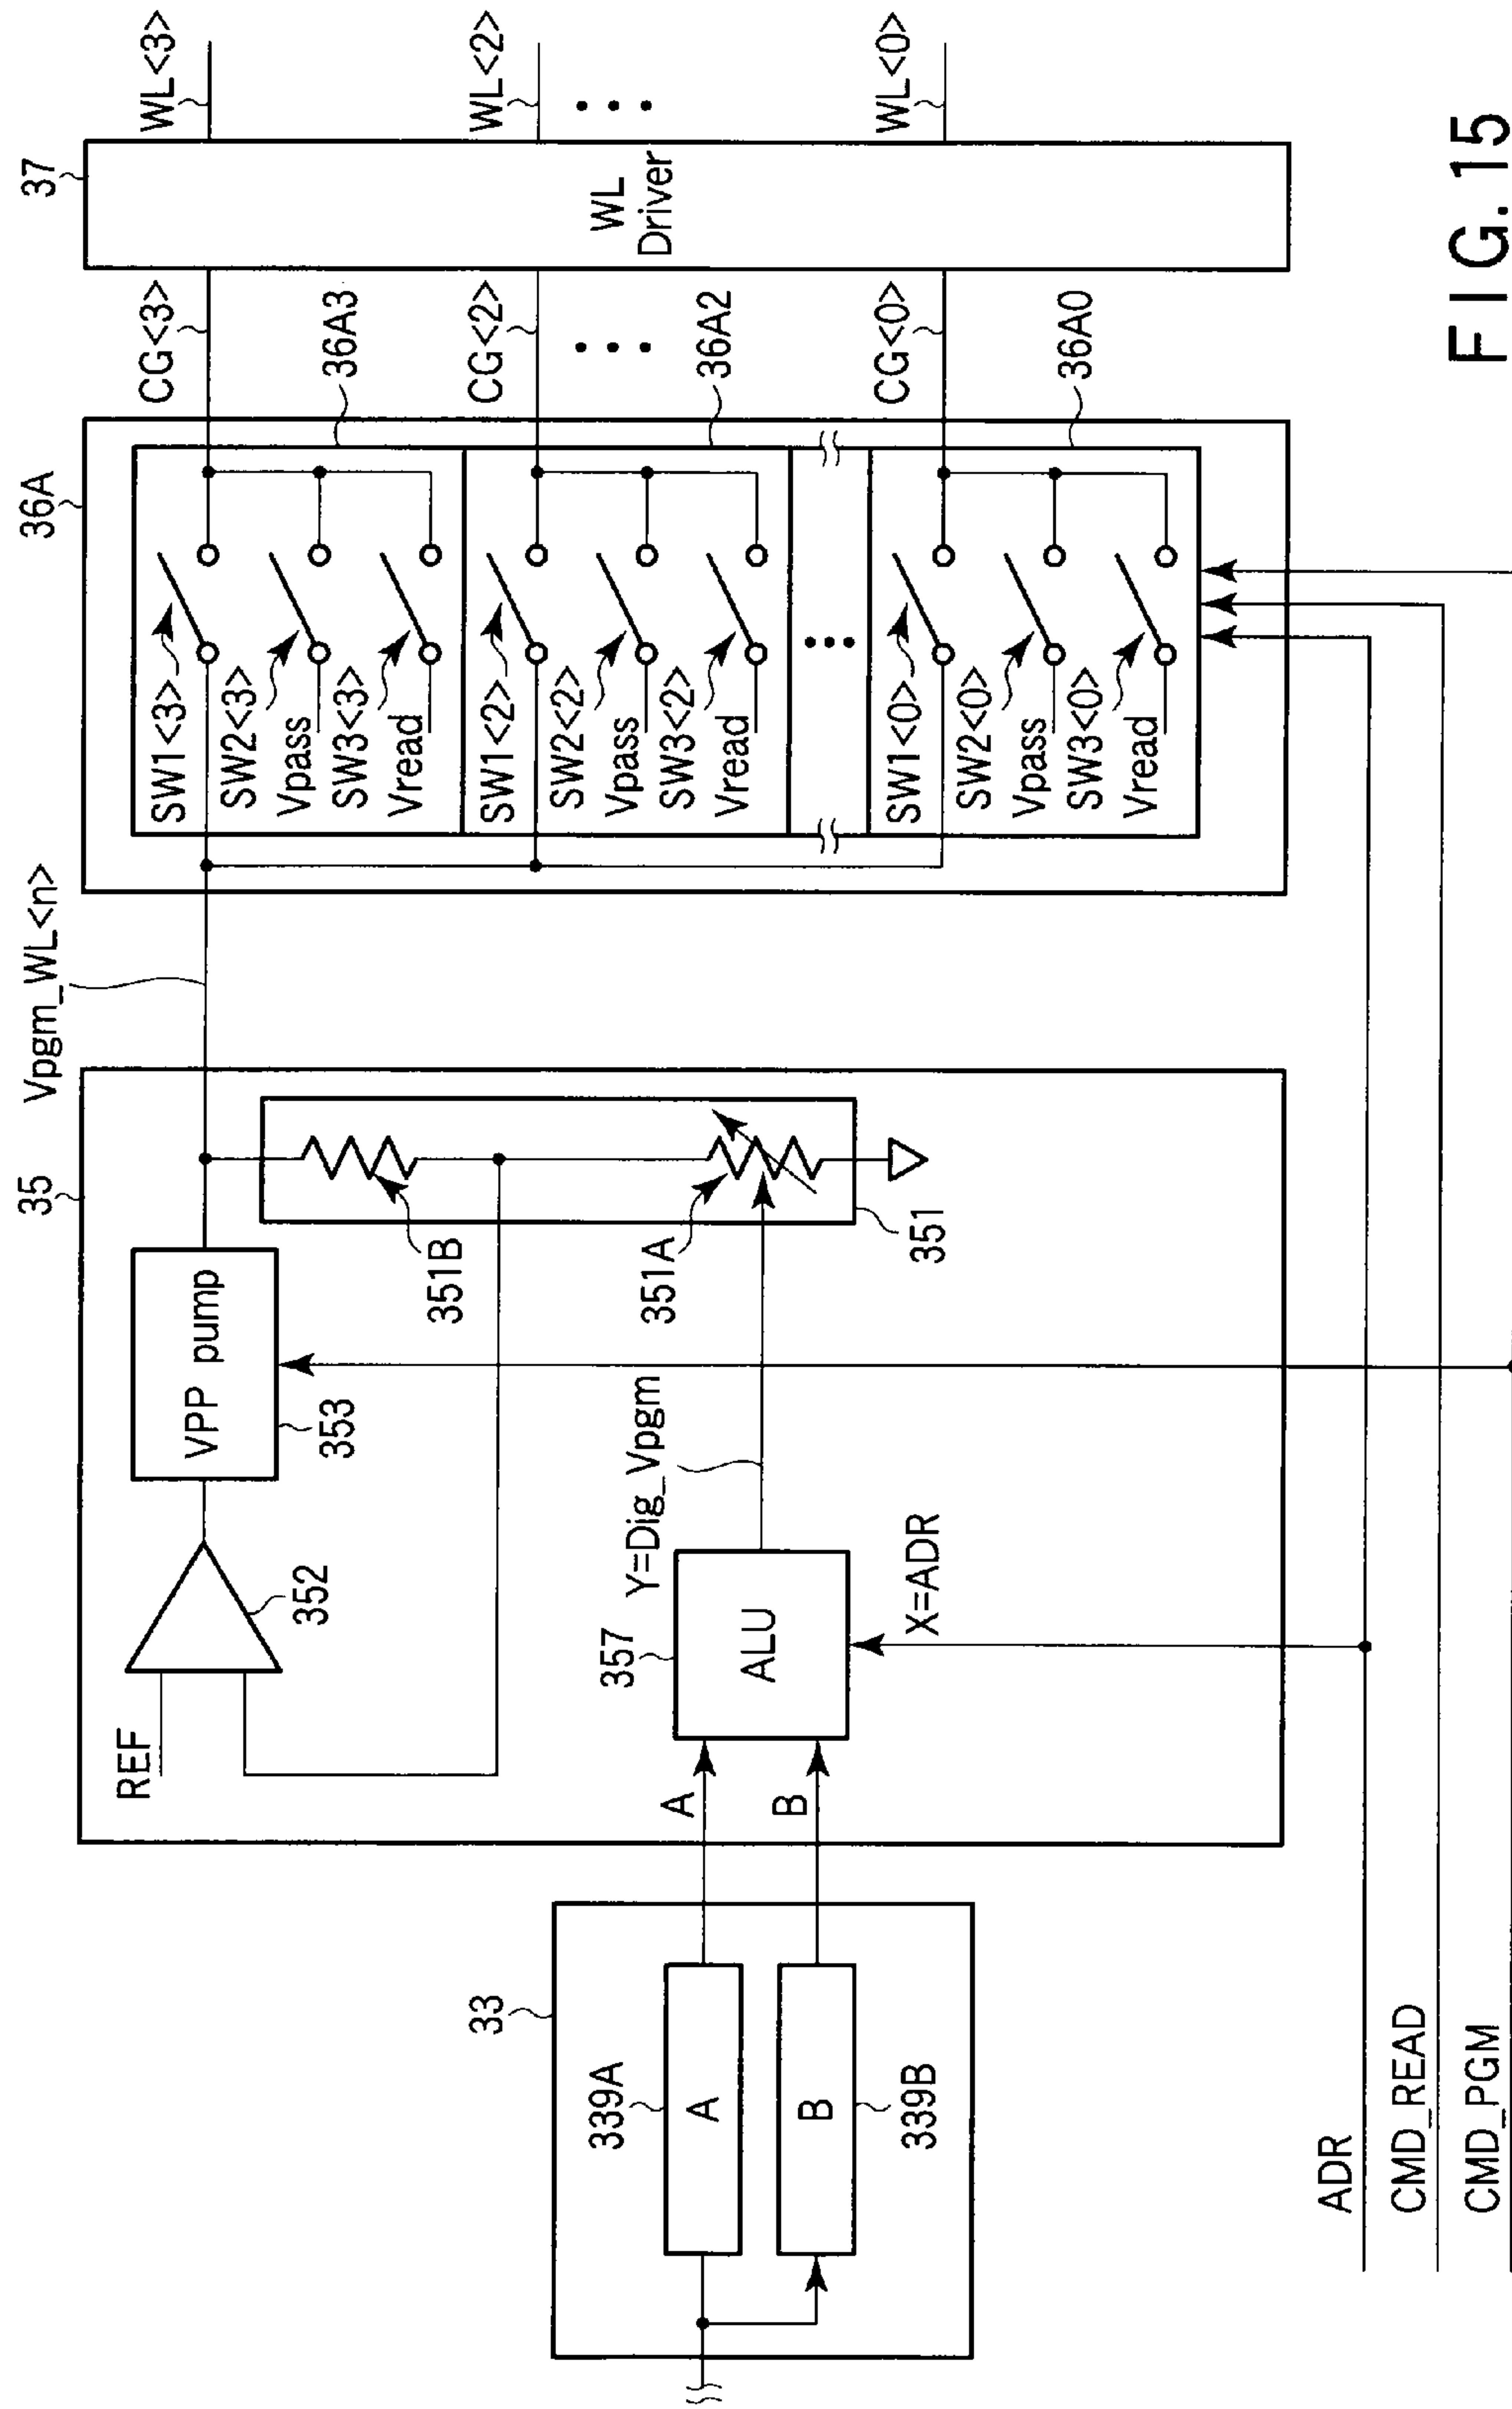 33
339A
A
B
339B
A
B
35
REF
352
VPP pump
353
351B
351A
351
357
ALU
Y=Dig_Vpgm
X=ADR
Vpgm_WL<n>
36A
SW1<3>
SW2<3>
Vpass
SW3<3>
Vread
SW1<2>
SW2<2>
Vpass
SW3<2>
Vread
SW1<0>
SW2<0>
Vpass
SW3<0>
Vread
CG<3>
36A3
CG<2>
36A2
CG<0>
36A0
37
WL
Driver
WL<3>
WL<2>
WL<0>
ADR
CMD_READ
CMD_PGM
FIG. 15